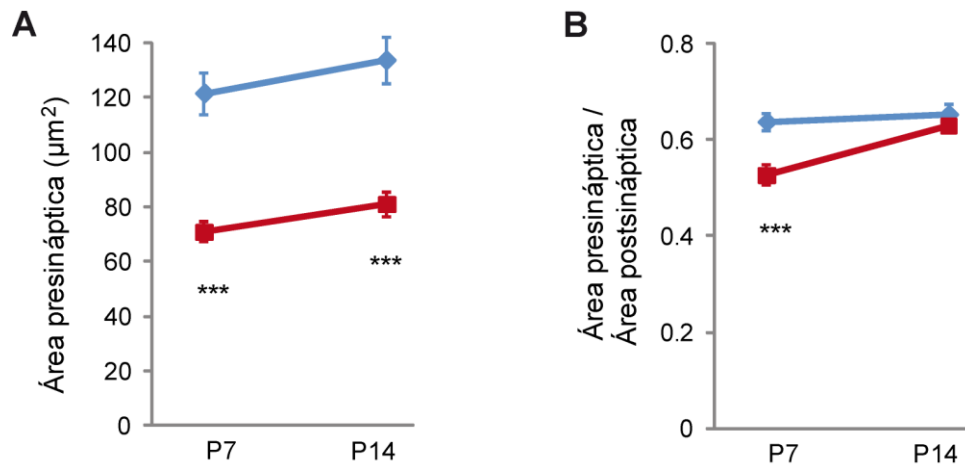 A
Área presináptica (µm²)
140
120
100
80
60
40
20
0
***
***
P7
P14
B
Área presináptica /
Área postsináptica
0.8
0.6
0.4
0.2
0
***
P7
P14